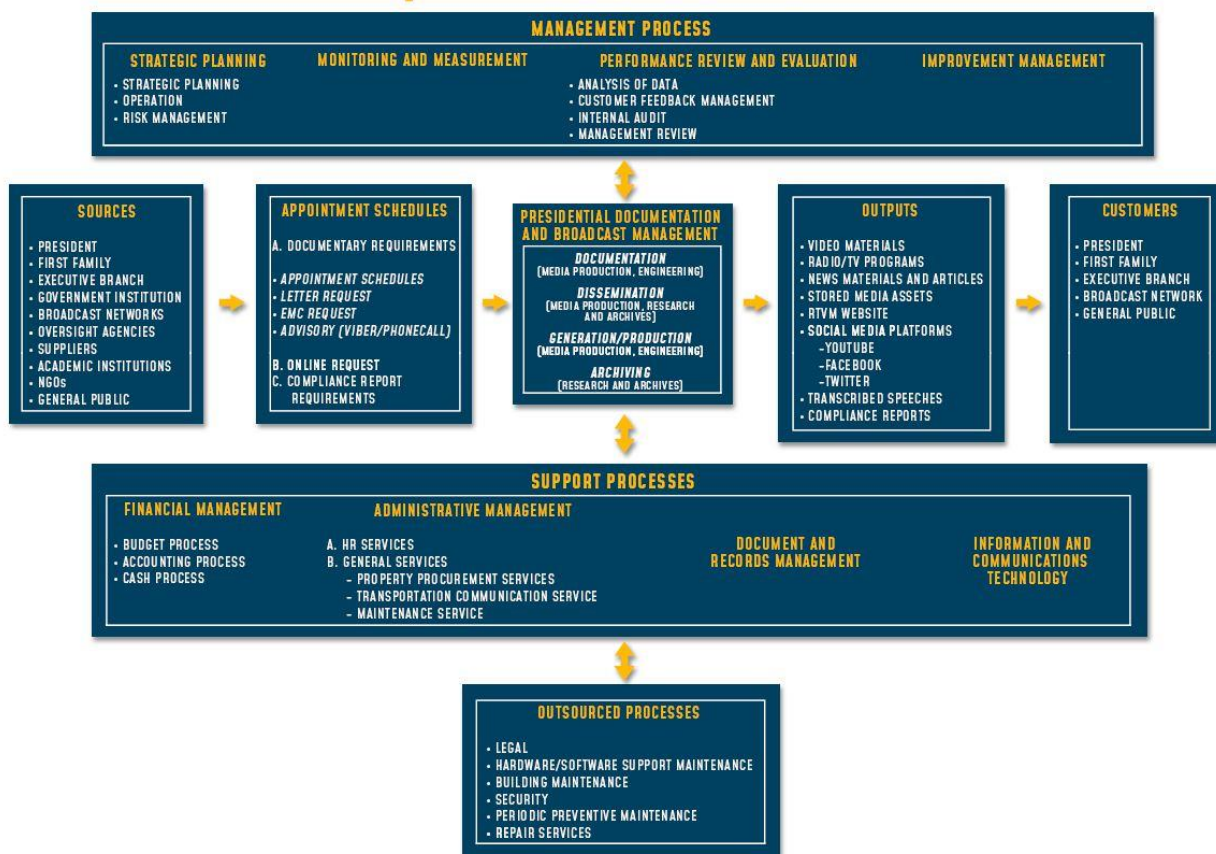 MANAGEMENT PROCESS
STRATEGIC PLANNING
• STRATEGIC PLANNING
• OPERATION
• RISK MANAGEMENT
MONITORING AND MEASUREMENT
PERFORMANCE REVIEW AND EVALUATION
• ANALYSIS OF DATA
• CUSTOMER FEEDBACK MANAGEMENT
• INTERNAL AUDIT
• MANAGEMENT REVIEW
IMPROVEMENT MANAGEMENT
SOURCES
• PRESIDENT
• FIRST FAMILY
• EXECUTIVE BRANCH
• GOVERNMENT INSTITUTION
• BROADCAST NETWORKS
• OVERSIGHT AGENCIES
• SUPPLIERS
• ACADEMIC INSTITUTIONS
• NGOs
• GENERAL PUBLIC
APPOINTMENT SCHEDULES
A. DOCUMENTARY REQUIREMENTS
• APPOINTMENT SCHEDULES
• LETTER REQUEST
• EMC REQUEST
• ADVISORY (VIBER/PHONECALL)
B. ONLINE REQUEST
C. COMPLIANCE REPORT
REQUIREMENTS
PRESIDENTIAL DOCUMENTATION
AND BROADCAST MANAGEMENT
DOCUMENTATION
(MEDIA PRODUCTION, ENGINEERING)
DISSEMINATION
(MEDIA PRODUCTION, RESEARCH
AND ARCHIVES)
GENERATION/PRODUCTION
(MEDIA PRODUCTION, ENGINEERING)
ARCHIVING
(RESEARCH AND ARCHIVES)
OUTPUTS
• VIDEO MATERIALS
• RADIO/TV PROGRAMS
• NEWS MATERIALS AND ARTICLES
• STORED MEDIA ASSETS
• RTVM WEBSITE
• SOCIAL MEDIA PLATFORMS
-YOUTUBE
-FACEBOOK
-TWITTER
• TRANSCRIBED SPEECHES
• COMPLIANCE REPORTS
CUSTOMERS
• PRESIDENT
• FIRST FAMILY
• EXECUTIVE BRANCH
• BROADCAST NETWORK
• GENERAL PUBLIC
SUPPORT PROCESSES
FINANCIAL MANAGEMENT
• BUDGET PROCESS
• ACCOUNTING PROCESS
• CASH PROCESS
ADMINISTRATIVE MANAGEMENT
A. HR SERVICES
B. GENERAL SERVICES
- PROPERTY PROCUREMENT SERVICES
- TRANSPORTATION COMMUNICATION SERVICE
- MAINTENANCE SERVICE
DOCUMENT AND
RECORDS MANAGEMENT
INFORMATION AND
COMMUNICATIONS
TECHNOLOGY
OUTSOURCED PROCESSES
• LEGAL
• HARDWARE/SOFTWARE SUPPORT MAINTENANCE
• BUILDING MAINTENANCE
• SECURITY
• PERIODIC PREVENTIVE MAINTENANCE
• REPAIR SERVICES